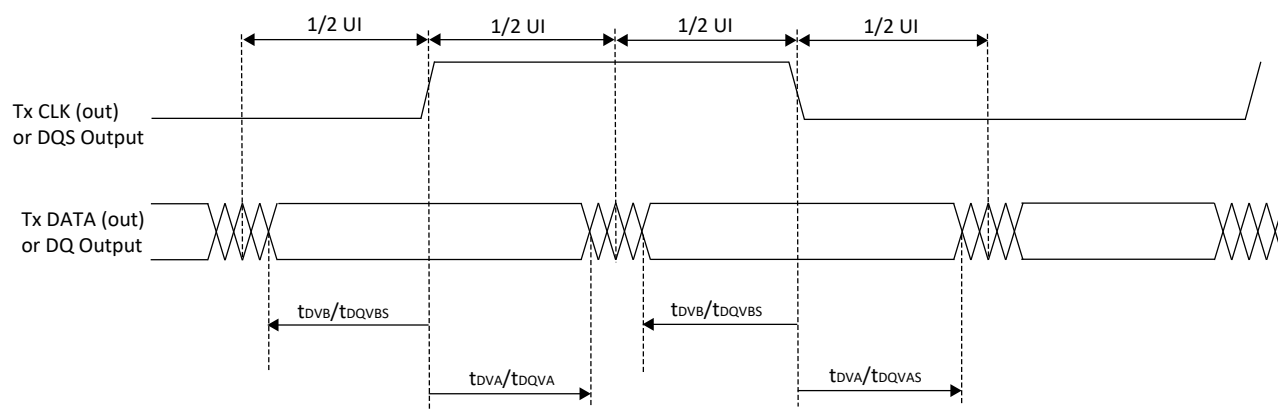 1/2 UI 1/2 UI 1/2 UI 1/2 UI
Tx CLK (out)
or DQS Output
Tx DATA (out)
or DQ Output
tDVB/tDQVBS tDVB/tDQVBS
tDVA/tDQVA tDVA/tDQVAS